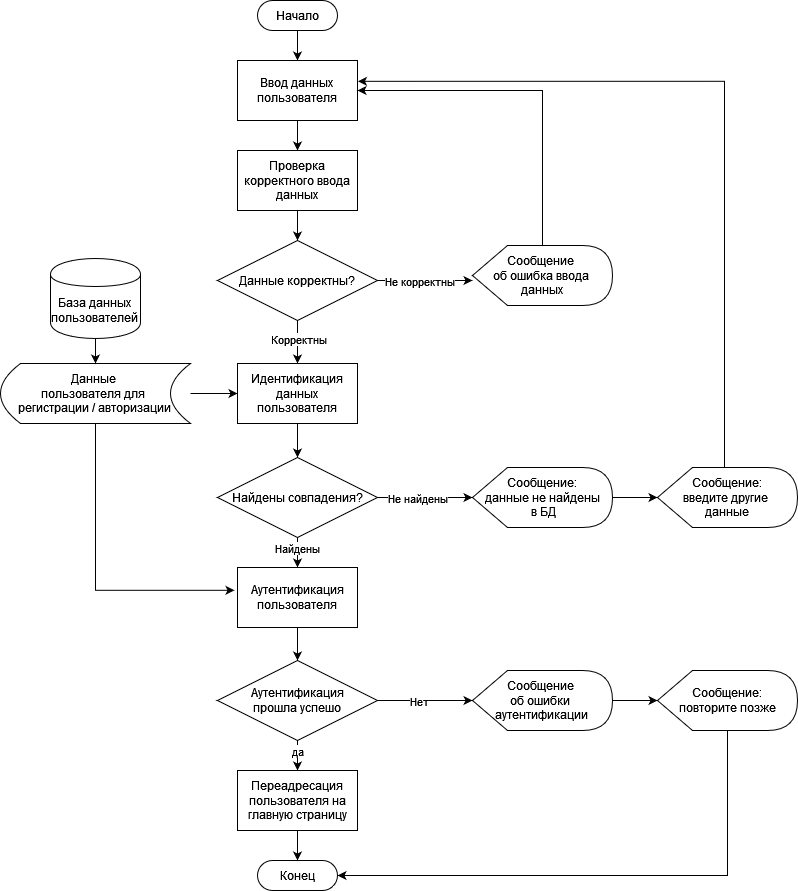 Начало
Ввод данных
пользователя
Проверка
корректного ввода
данных
Данные корректны?
Не корректны
Сообщение
об ошибка ввода
данных
Корректны
База данных
пользователей
Данные
пользователя для
регистрации / авторизации
Идентификация
данных
пользователя
Найдены совпадения?
Не найдены
Сообщение:
данные не найдены
в БД
Сообщение:
введите другие
данные
Найдены
Аутентификация
пользователя
Аутентификация
прошла успешо
Нет
Сообщение
об ошибки
аутентификации
Сообщение:
повторите позже
да
Переадресация
пользователя на
главную страницу
Конец